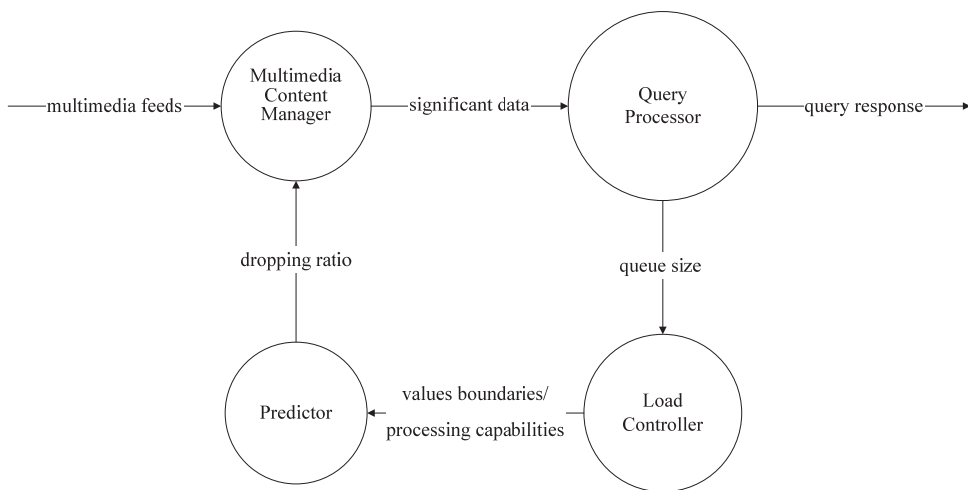 Multimedia
Content
Manager
multimedia feeds
significant data
Query
Processor
query response
dropping ratio
queue size
Predictor
values boundaries/
processing capabilities
Load
Controller